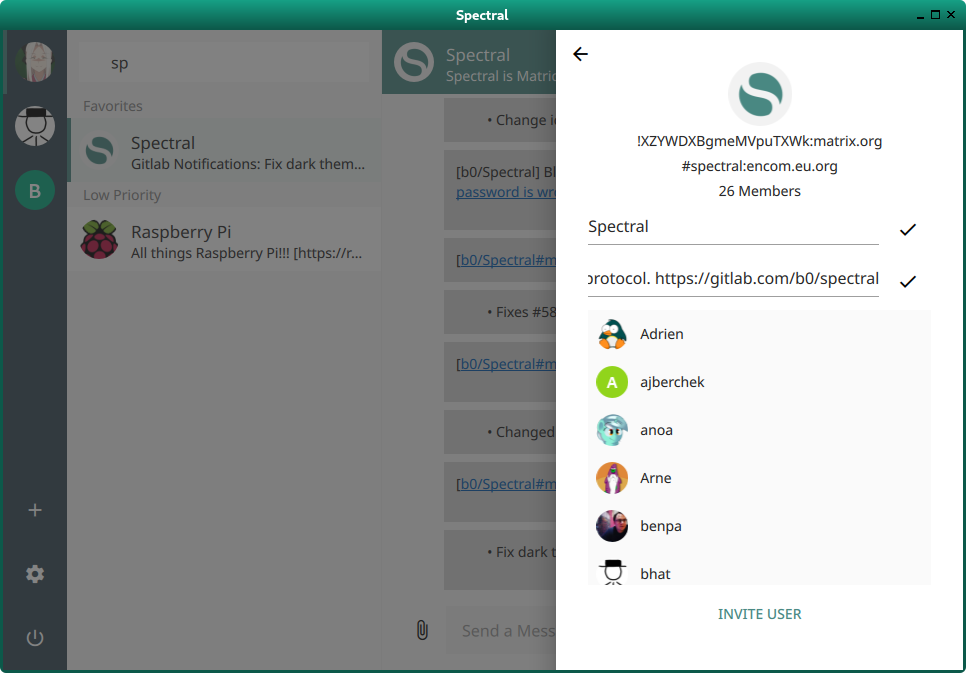 Spectral
sp
Favorites
Spectral
Gitlab Notifications: Fix dark them...
Low Priority
Raspberry Pi
All things Raspberry Pi!!! [https://r...
B
Spectral
Spectral is Matrix
• Change i
[b0/Spectral] Bl
password is wr
[b0/Spectral#m
• Fixes #58
[b0/Spectral#m
• Changed
[b0/Spectral#m
• Fix dark t
Send a Mess
!XZYWDXBgmeMVpuTXWk:matrix.org
#spectral:encom.eu.org
26 Members
Spectral
protocol. https://gitlab.com/b0/spectral
Adrien
A
ajberchek
anoa
Arne
benpa
bhat
INVITE USER